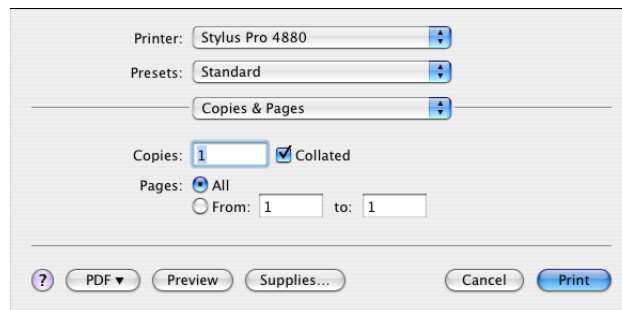 Printer: Stylus Pro 4880
Presets: Standard
Copies & Pages
Copies: 1 Collated
Pages: All
From: 1 to: 1
? PDF▼ Preview Supplies... Cancel Print